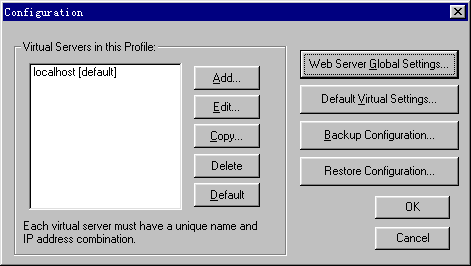 Configuration
Virtual Servers in this Profile:
localhost [default]
Add...
Edit...
Copy...
Delete
Default
Each virtual server must have a unique name and
IP address combination.
Web Server Global Settings...
Default Virtual Settings...
Backup Configuration...
Restore Configuration...
OK
Cancel